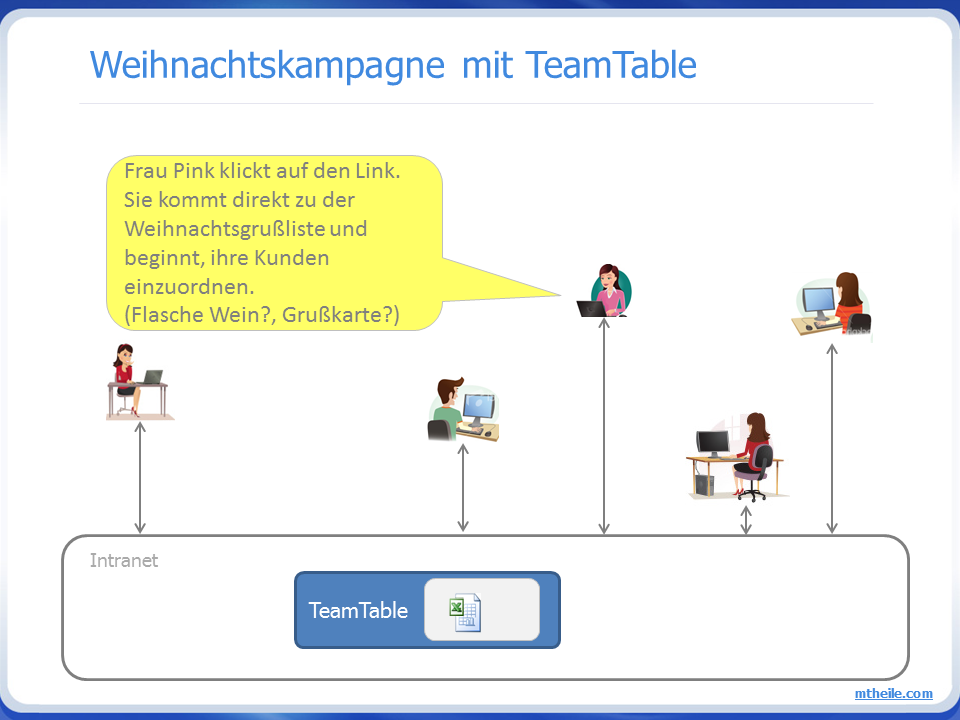 Weihnachtskampagne mit TeamTable
Frau Pink klickt auf den Link.
Sie kommt direkt zu der
Weihnachtsgrußliste und
beginnt, ihre Kunden
einzuordnen.
(Flasche Wein?, Grußkarte?)
Intranet
TeamTable
mtheile.com